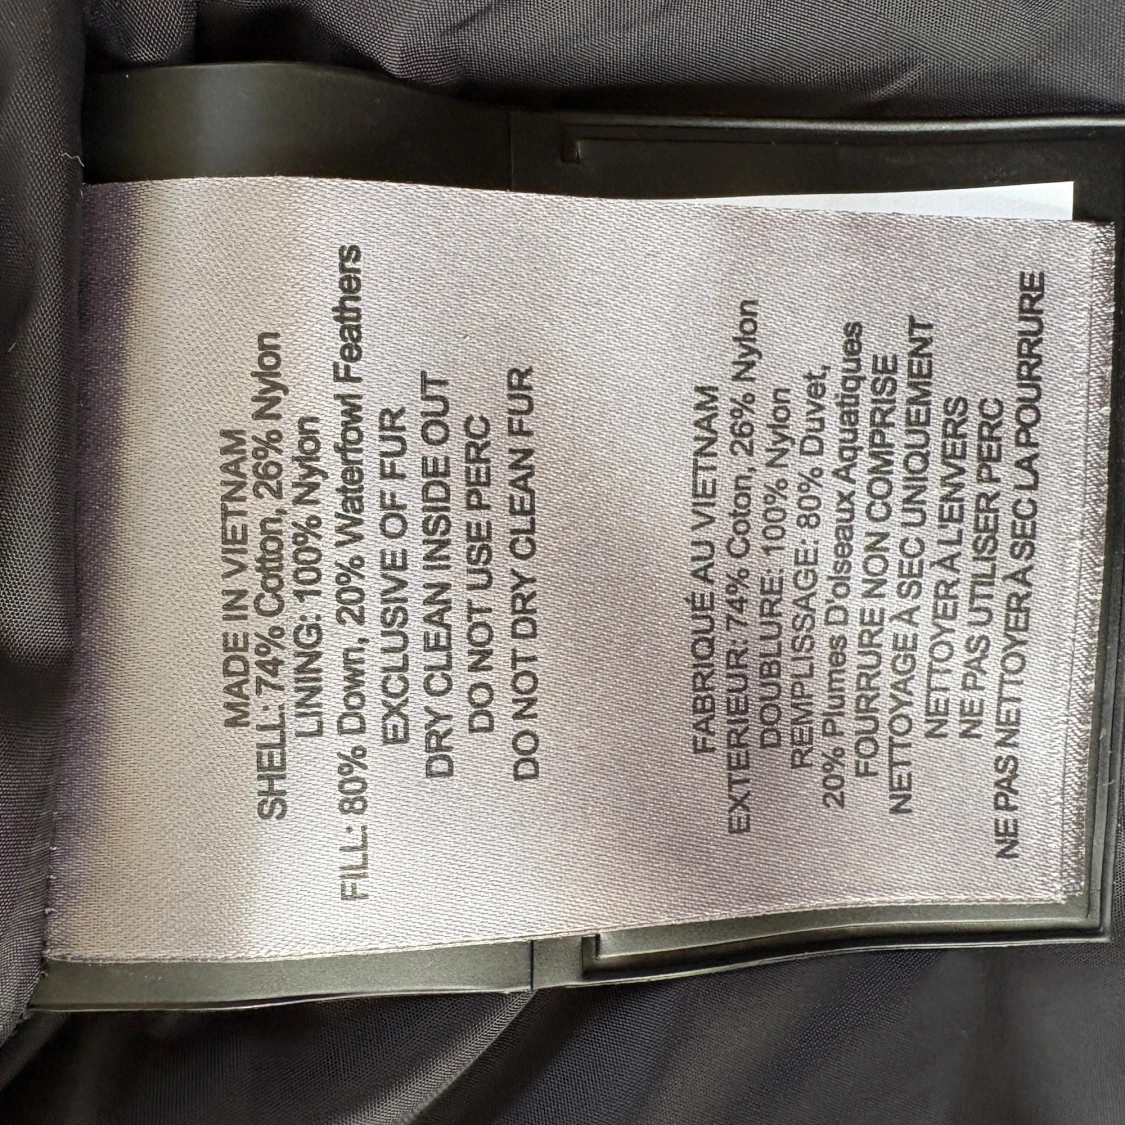 MADE IN VIETNAM
SHELL: 74% Cotton, 26% Nylon
LINING: 100% Nylon
FILL: 80% Down, 20% Waterfowl Feathers
EXCLUSIVE OF FUR
DRY CLEAN INSIDE OUT
DO NOT USE PERC
DO NOT DRY CLEAN FUR
FABRIQUÉ AU VIETNAM
EXTERIEUR: 74% Coton, 26% Nylon
DOUBLURE: 100% Nylon
REMPLISSAGE: 80% Duvet,
20% Plumes D'oiseaux Aquatiques
FOURRURE NON COMPRISE
NETTOYAGE À SEC UNIQUEMENT
NETTOYER À L'ENVERS
NE PAS UTILISER PERC
NE PAS NETTOYER À SEC LA POURRURE